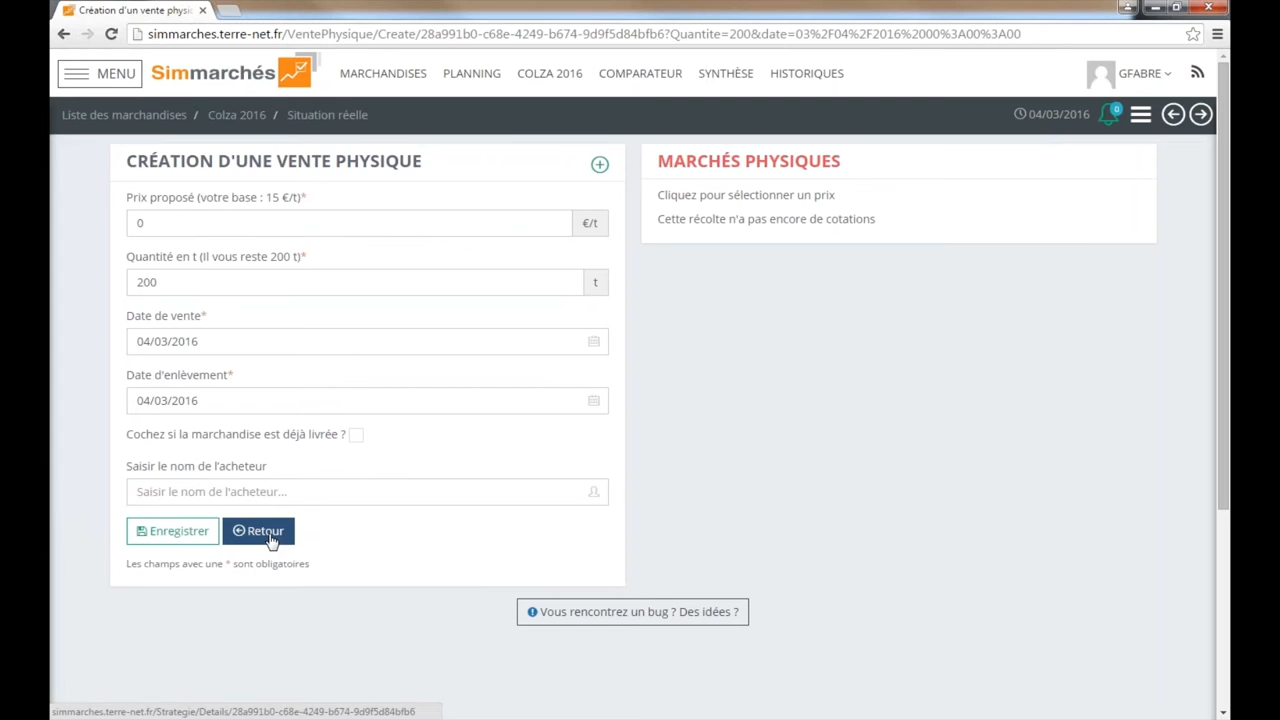 Création d'un vente physic
simmarches.terre-net.fr/VentePhysique/Create/28a991b0-c68e-4249-b674-9d9f5d84bfb6?Quantite=200&date=03%2F04%2F2016%2000%3A00%3A00
MENU Simmarchés MARCHANDISES PLANNING COLZA 2016 COMPARATEUR SYNTHÈSE HISTORIQUES GFABRE
Liste des marchandises / Colza 2016 / Situation réelle 04/03/2016 0
CRÉATION D'UNE VENTE PHYSIQUE
Prix proposé (votre base : 15 €/t)*
0 €/t
Quantité en t (Il vous reste 200 t)*
200 t
Date de vente*
04/03/2016
Date d'enlèvement*
04/03/2016
Cochez si la marchandise est déjà livrée ?
Saisir le nom de l'acheteur
Saisir le nom de l'acheteur...
Enregistrer Retour
Les champs avec une * sont obligatoires
MARCHÉS PHYSIQUES
Cliquez pour sélectionner un prix
Cette récolte n'a pas encore de cotations
Vous rencontrez un bug ? Des idées ?
simmarches.terre-net.fr/Strategie/Details/28a991b0-c68e-4249-b674-9d9f5d84bfb6